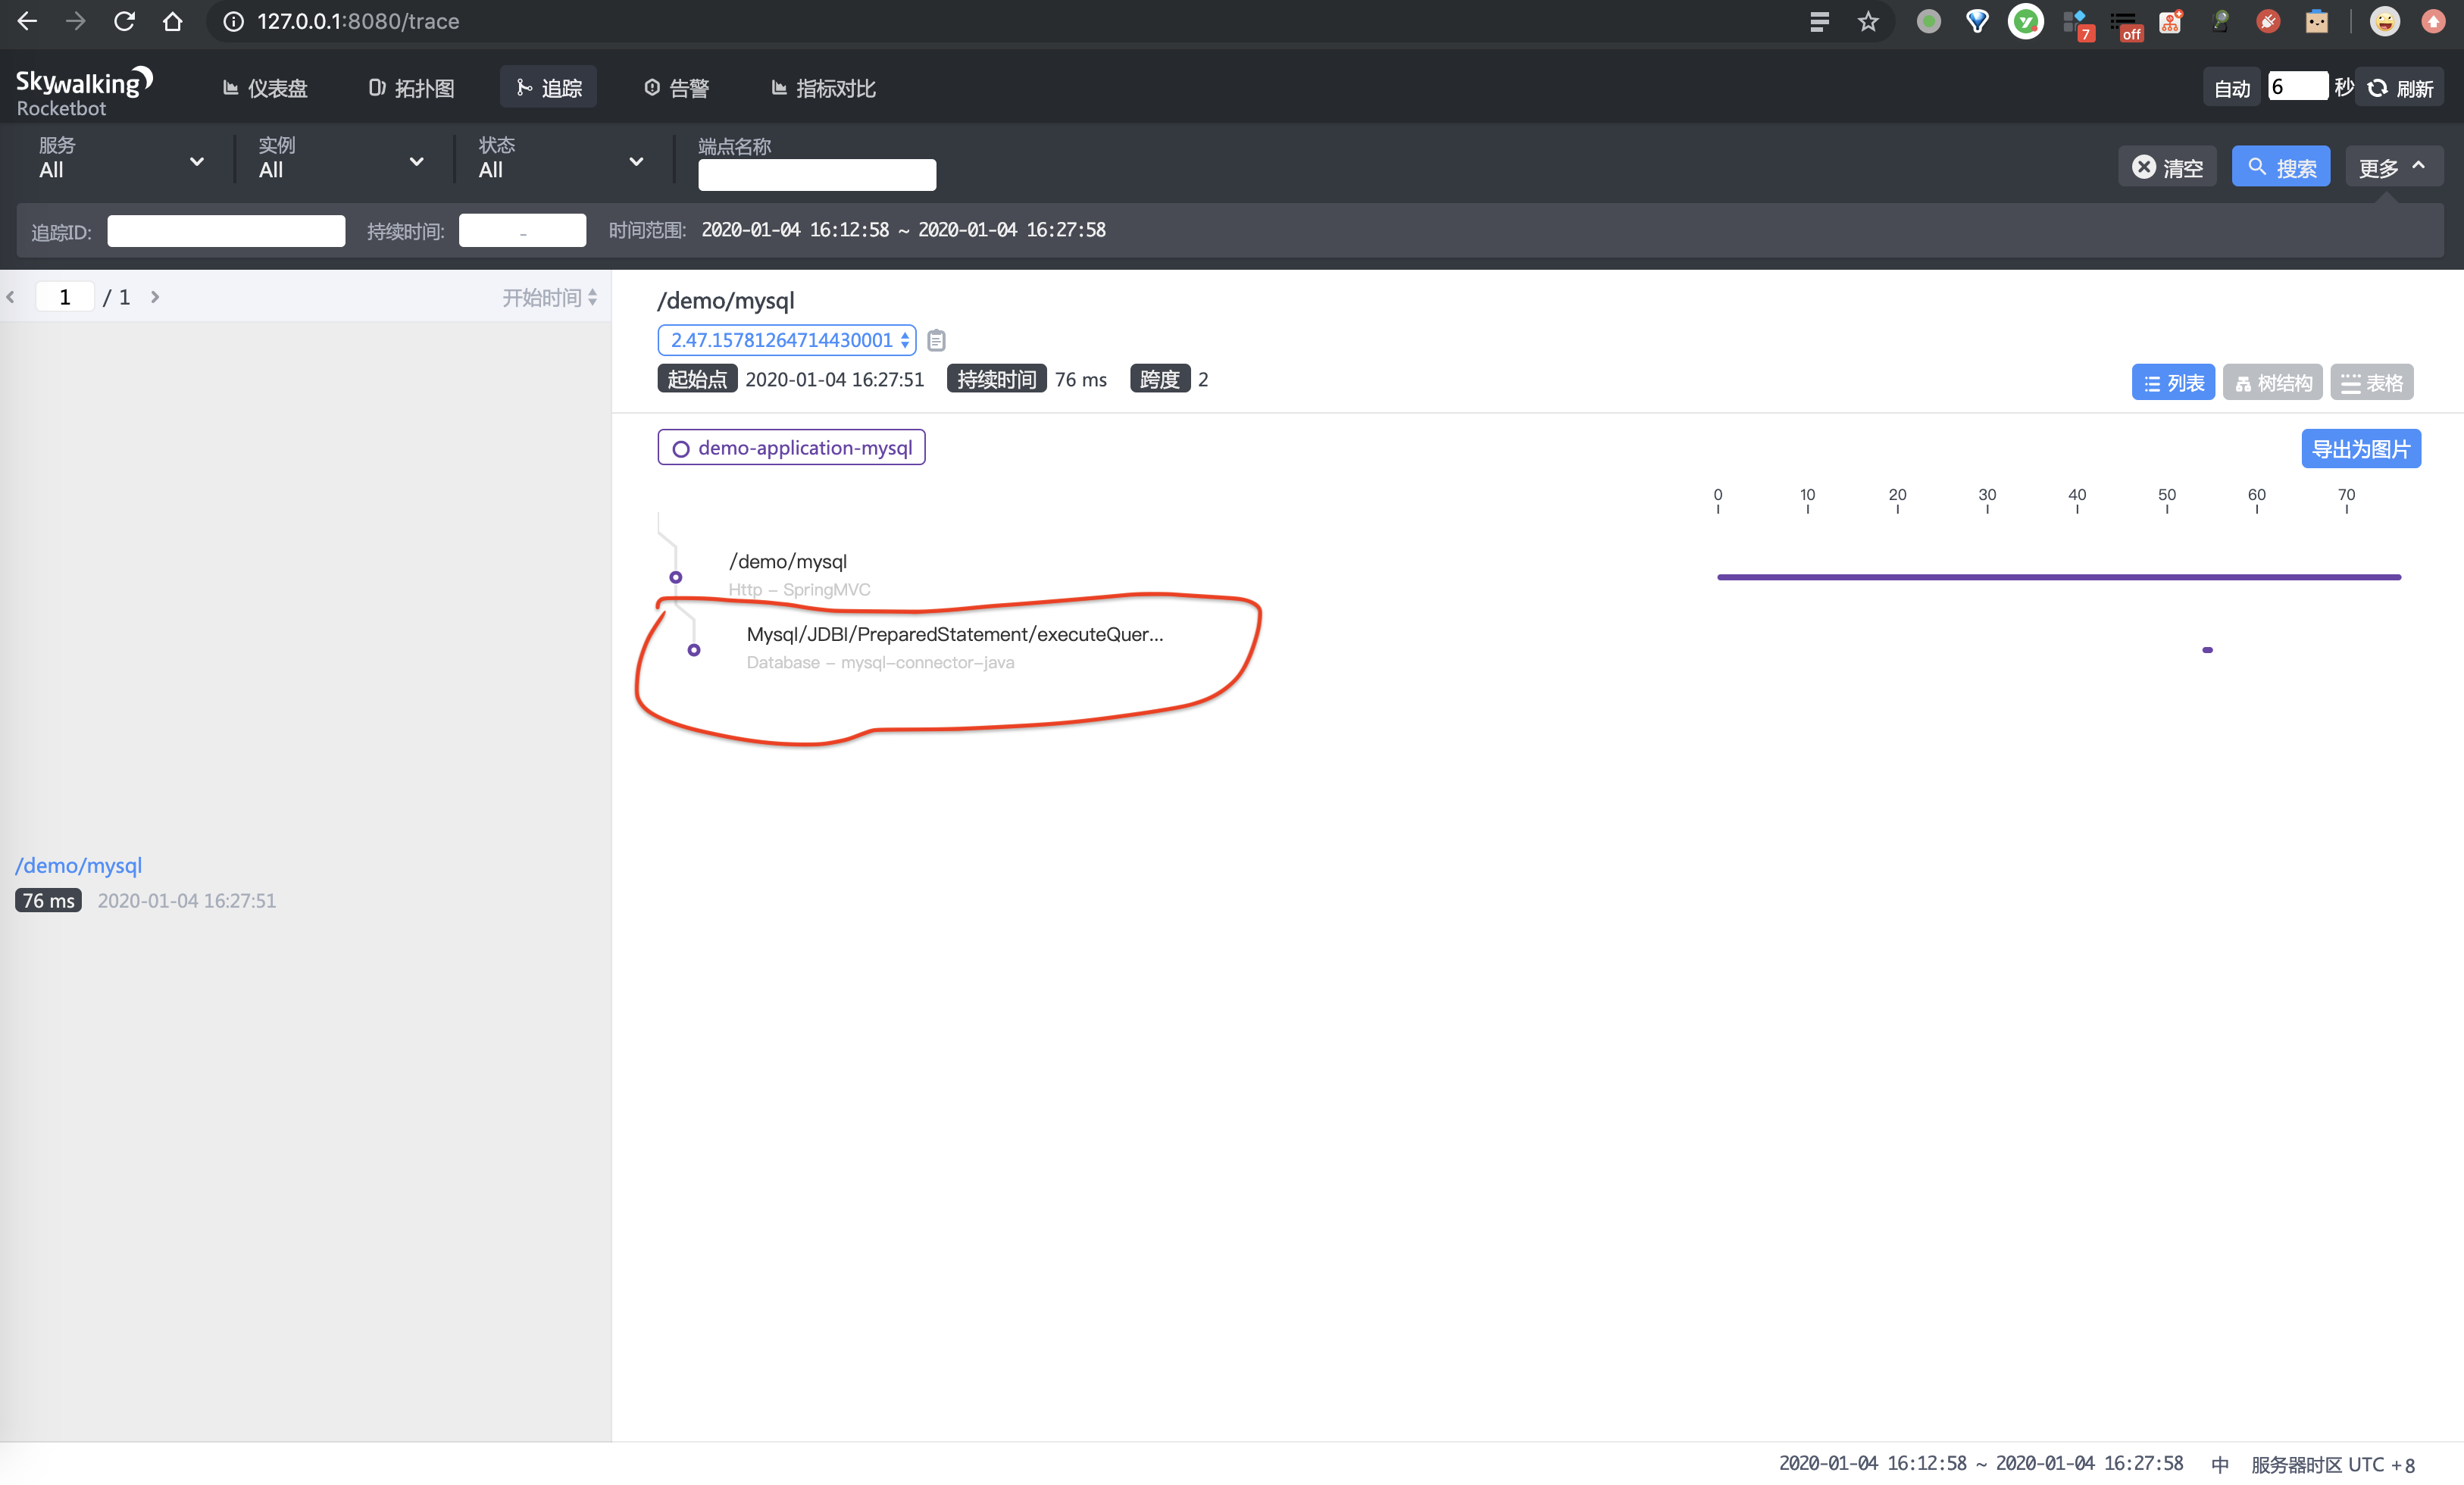 127.0.0.1:8080/trace
7
off
Skywalking
Rocketbot
仪表盘
拓扑图
追踪
告警
指标对比
自动
6
秒
刷新
服务
All
实例
All
状态
All
端点名称
清空
搜索
更多
追踪ID:
持续时间:
-
时间范围:
2020-01-04 16:12:58 ~ 2020-01-04 16:27:58
1
/ 1
开始时间
/demo/mysql
76 ms
2020-01-04 16:27:51
/demo/mysql
2.47.15781264714430001
起始点 2020-01-04 16:27:51 持续时间 76 ms 跨度 2
列表
树结构
表格
demo-application-mysql
导出为图片
0 10 20 30 40 50 60 70
/demo/mysql
Http - SpringMVC
Mysql/JDBI/PreparedStatement/executeQuer...
Database - mysql-connector-java
2020-01-04 16:12:58 ~ 2020-01-04 16:27:58
中
服务器时区 UTC +8